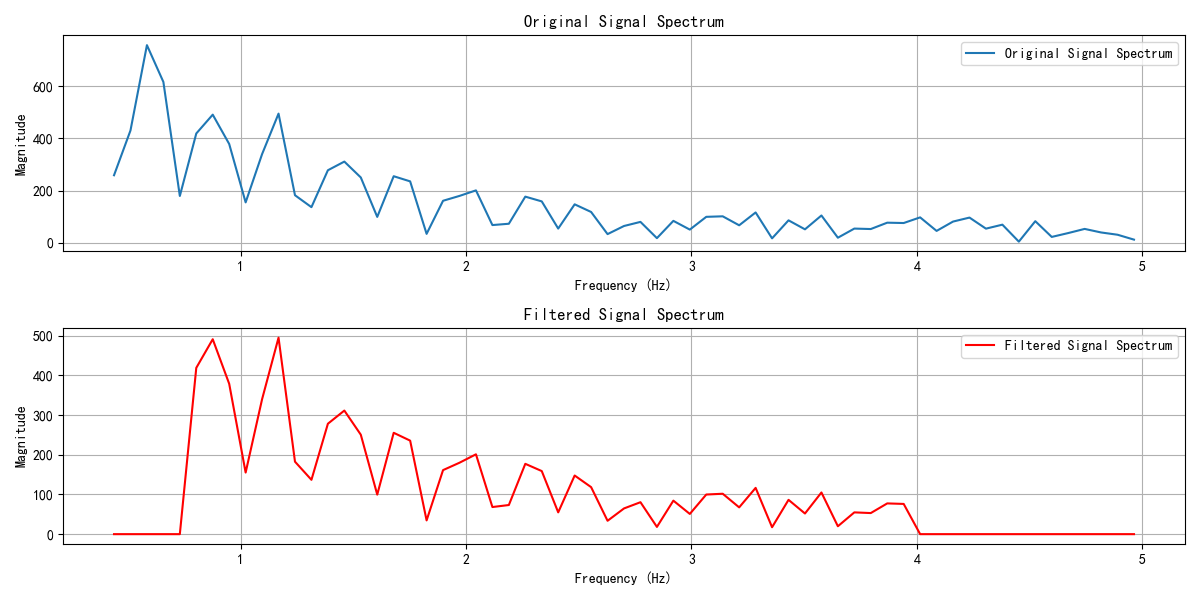 Original Signal Spectrum
Original Signal Spectrum
Magnitude
600
400
200
0
1
2
3
4
5
Frequency (Hz)
Filtered Signal Spectrum
Filtered Signal Spectrum
Magnitude
500
400
300
200
100
0
1
2
3
4
5
Frequency (Hz)